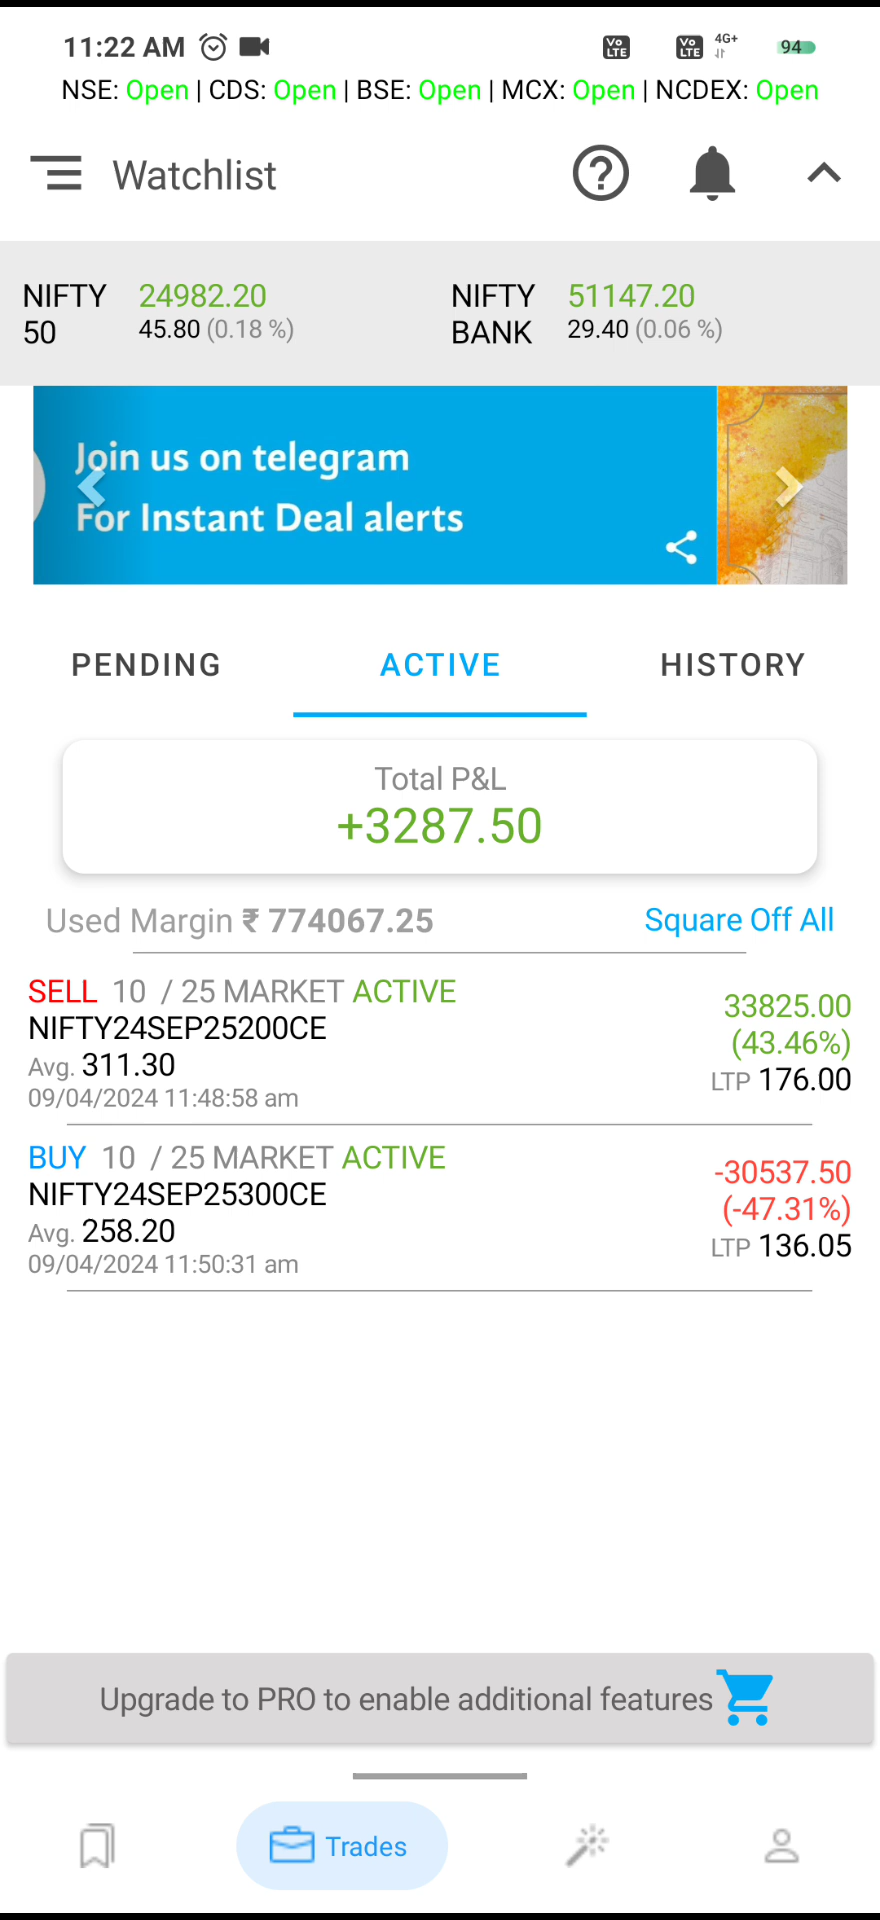 11:22 AM
Vo LTE Vo LTE 4G+ 94
NSE: Open | CDS: Open | BSE: Open | MCX: Open | NCDEX: Open
Watchlist
NIFTY 50 24982.20
45.80 (0.18 %)
NIFTY BANK 51147.20
29.40 (0.06 %)
Join us on telegram
For Instant Deal alerts
PENDING ACTIVE HISTORY
Total P&L
+3287.50
Used Margin ₹ 774067.25 Square Off All
SELL 10 / 25 MARKET ACTIVE
NIFTY24SEP25200CE
Avg. 311.30
09/04/2024 11:48:58 am
33825.00
(43.46%)
LTP 176.00
BUY 10 / 25 MARKET ACTIVE
NIFTY24SEP25300CE
Avg. 258.20
09/04/2024 11:50:31 am
-30537.50
(-47.31%)
LTP 136.05
Upgrade to PRO to enable additional features
Trades